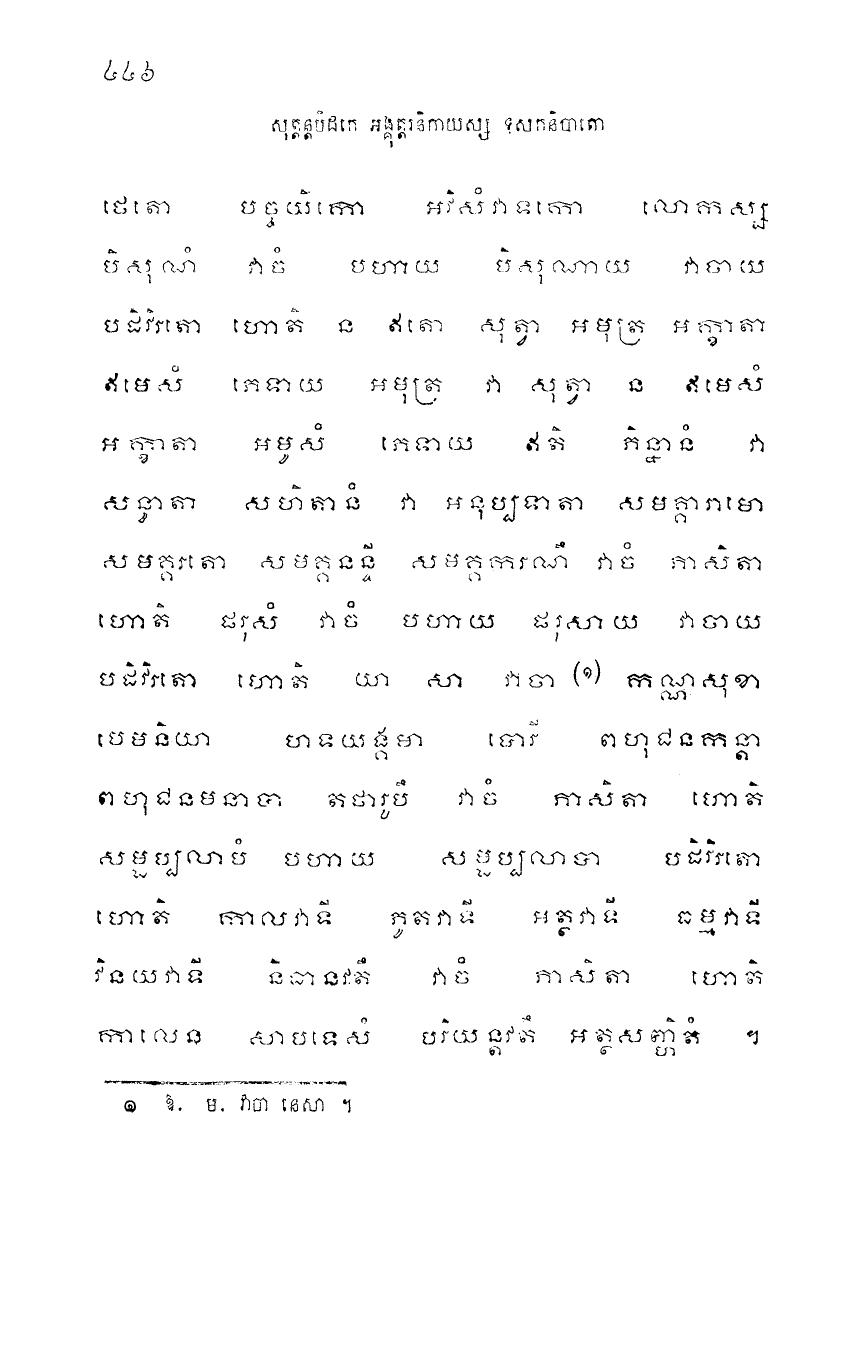 ៤៤៦
សុត្តន្តបិដកេ អង្គុត្តរនិកាយស្ស ទសកនិបាតោ
ថេតោ បច្ចយិកោ អវិសំវាទកោ លោកស្ស
បិសុណំ វាចំ បហាយ បិសុណាយ វាចាយ
បដិវិរតោ ហោតិ ន ឥតោ សុត្វា អមុត្រ អក្ខាតា
ឥមេសំ ភេទាយ អមុត្រ វា សុត្វា ន ឥមេសំ
អក្ខាតា អមូសំ ភេទាយ ឥតិ ភិន្នានំ វា
សន្ធាតា សហិតានំ វា អនុប្បទាតា សមគ្គារាមោ
សមគ្គរតោ សមគ្គនន្ទី សមគ្គករណឹ វាចំ ភាសិតា
ហោតិ ផរុសំ វាចំ បហាយ ផរុសាយ វាចាយ
បដិវិរតោ ហោតិ យា សា វាចា (១) កណ្ណសុខា
បេមនិយា ហទយង្គមា បោរី ពហុជនកន្តា
ពហុជនមនាបា តថារូបឹ វាចំ ភាសិតា ហោតិ
សម្ផប្បលាបំ បហាយ សម្ផប្បលាបា បដិវិរតោ
ហោតិ កាលវាទី ភូតវាទី អត្ថវាទី ធម្មវាទី
វិនយវាទី និធានវតឹ វាចំ ភាសិតា ហោតិ
កាលេន សាបទេសំ បរិយន្តវតឹ អត្ថសញ្ហិតំ ។
១ ឱ. ម. វាចា នេសា ។